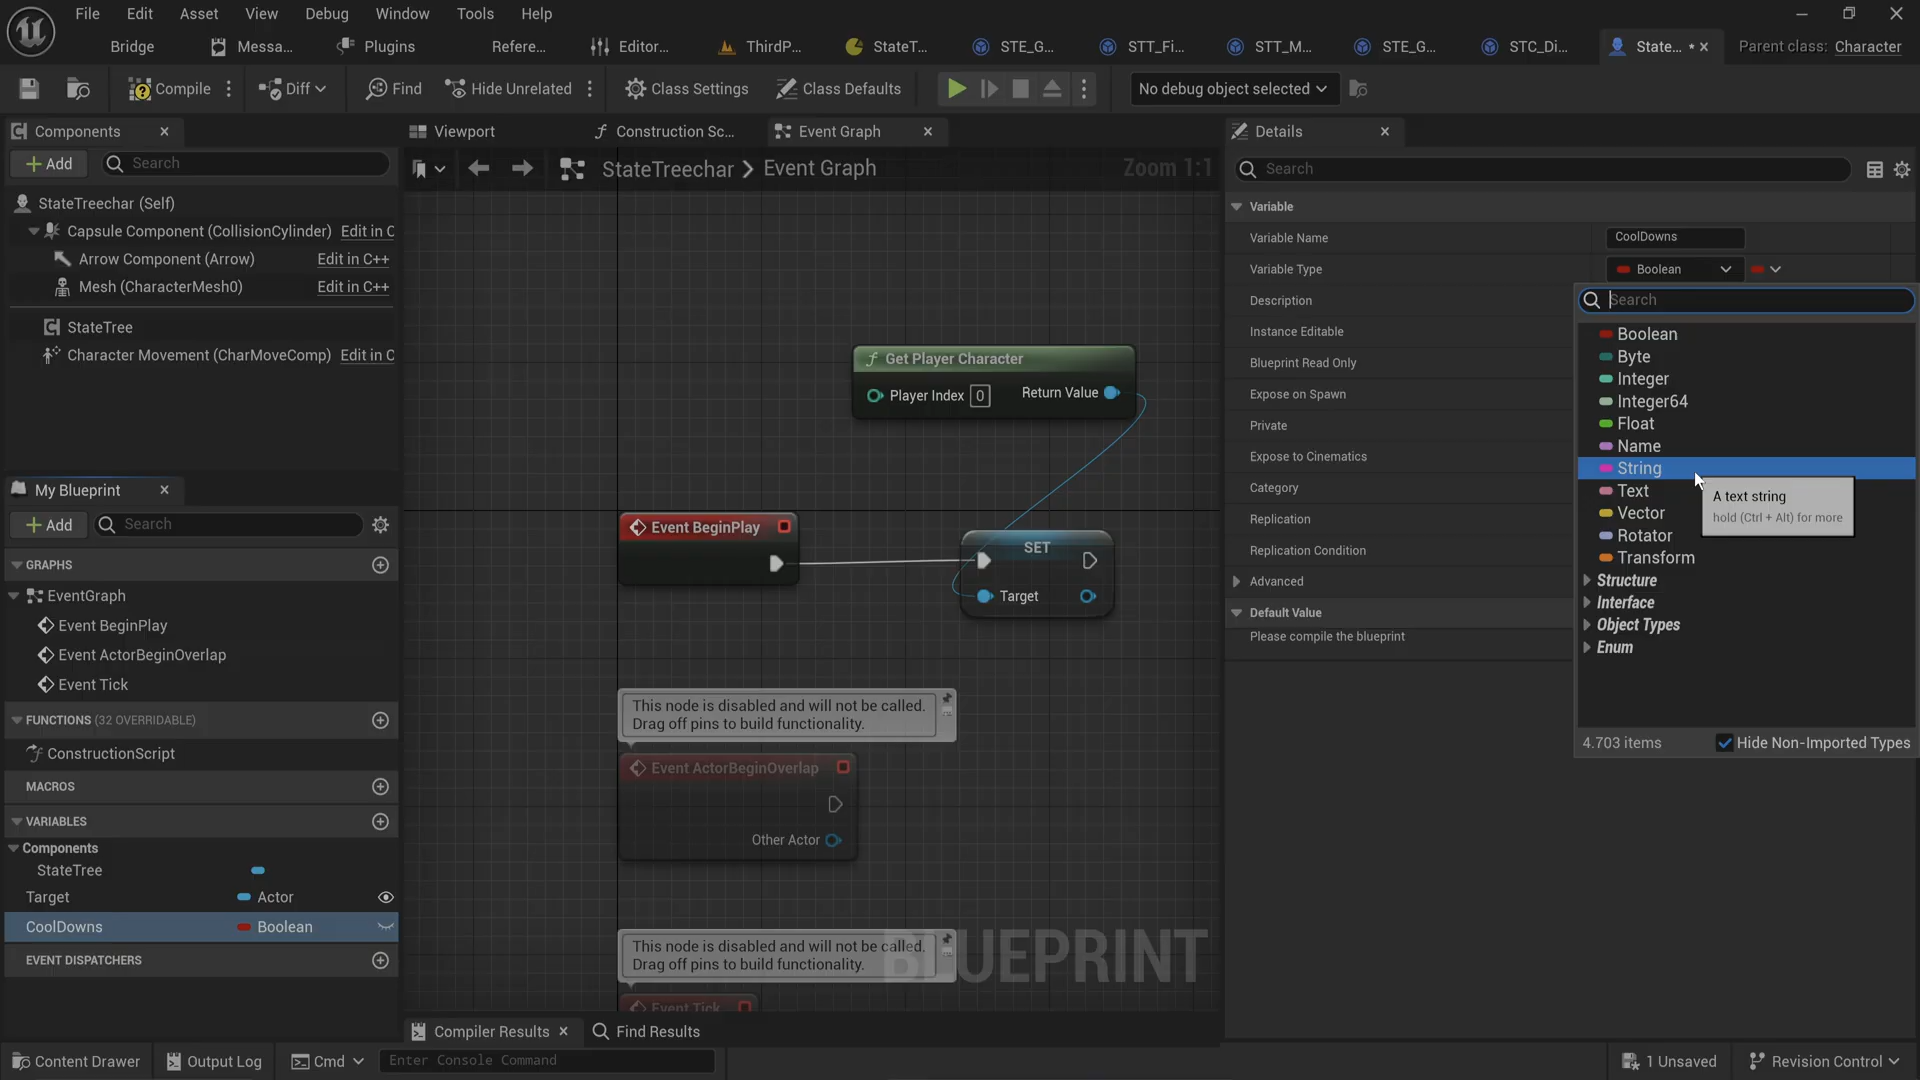 File Edit Asset View Debug Window Tools Help
Bridge Messa... Plugins Refere... Editor... ThirdP... StateT... STE_G... STT_Fi... STT_M... STE_G... STC_Di... State... • Parent class: Character
Compile Diff Find Hide Unrelated Class Settings Class Defaults No debug object selected
Components
Add Search
StateTreechar (Self)
Capsule Component (CollisionCylinder) Edit in C
Arrow Component (Arrow) Edit in C++
Mesh (CharacterMesh0) Edit in C++
StateTree
Character Movement (CharMoveComp) Edit in C
My Blueprint
Add Search
GRAPHS
EventGraph
Event BeginPlay
Event ActorBeginOverlap
Event Tick
FUNCTIONS (32 OVERRIDABLE)
ConstructionScript
MACROS
VARIABLES
Components
StateTree
Target Actor
CoolDowns Boolean
EVENT DISPATCHERS
Viewport Construction Sc... Event Graph
StateTreechar > Event Graph Zoom 1:1
Get Player Character
Player Index 0 Return Value
Event BeginPlay
SET
Target
This node is disabled and will not be called.
Drag off pins to build functionality.
Event ActorBeginOverlap
Other Actor
This node is disabled and will not be called.
Drag off pins to build functionality.
Event Tick
BLUEPRINT
Compiler Results Find Results
Details
Search
Variable
Variable Name CoolDowns
Variable Type Boolean
Description
Instance Editable
Blueprint Read Only
Expose on Spawn
Private
Expose to Cinematics
Category
Replication
Replication Condition
Advanced
Default Value
Please compile the blueprint
Search
Boolean
Byte
Integer
Integer64
Float
Name
String
Text
Vector
Rotator
Transform
Structure
Interface
Object Types
Enum
A text string
hold (Ctrl + Alt) for more
4.703 items Hide Non-Imported Types
Content Drawer Output Log Cmd Enter Console Command 1 Unsaved Revision Control